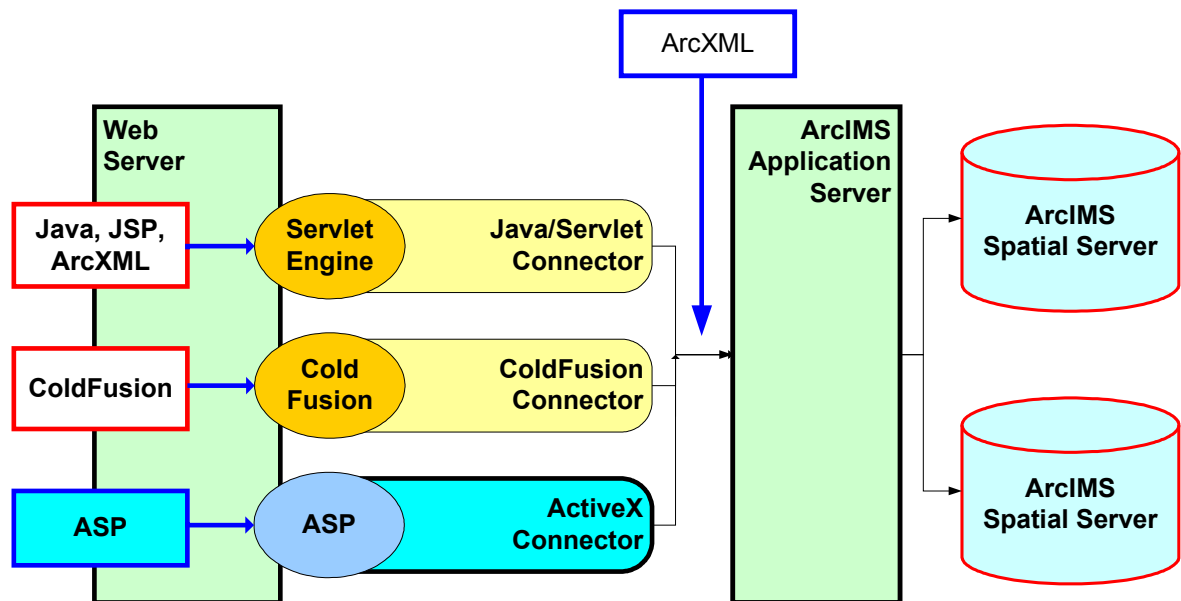 ArcXML
Web
Server
ArcIMS
Application
Server
Java, JSP,
ArcXML
Servlet
Engine
Java/Servlet
Connector
ArcIMS
Spatial Server
ColdFusion
Cold
Fusion
ColdFusion
Connector
ASP
ASP
ActiveX
Connector
ArcIMS
Spatial Server